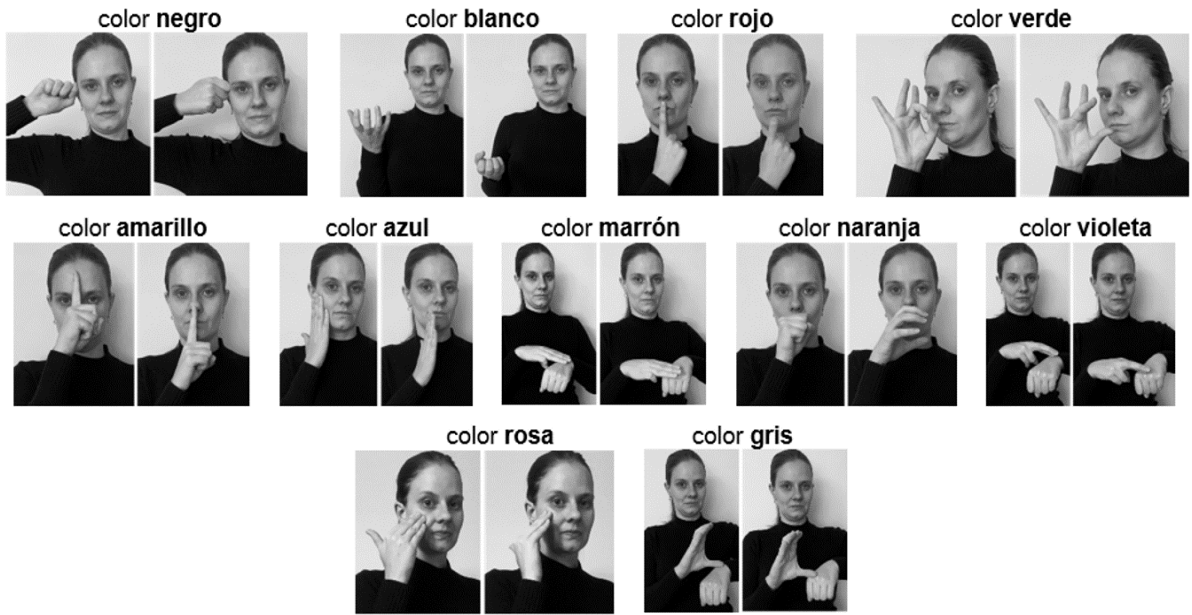 color negro
color blanco
color rojo
color verde
color amarillo
color azul
color marrón
color naranja
color violeta
color rosa
color gris